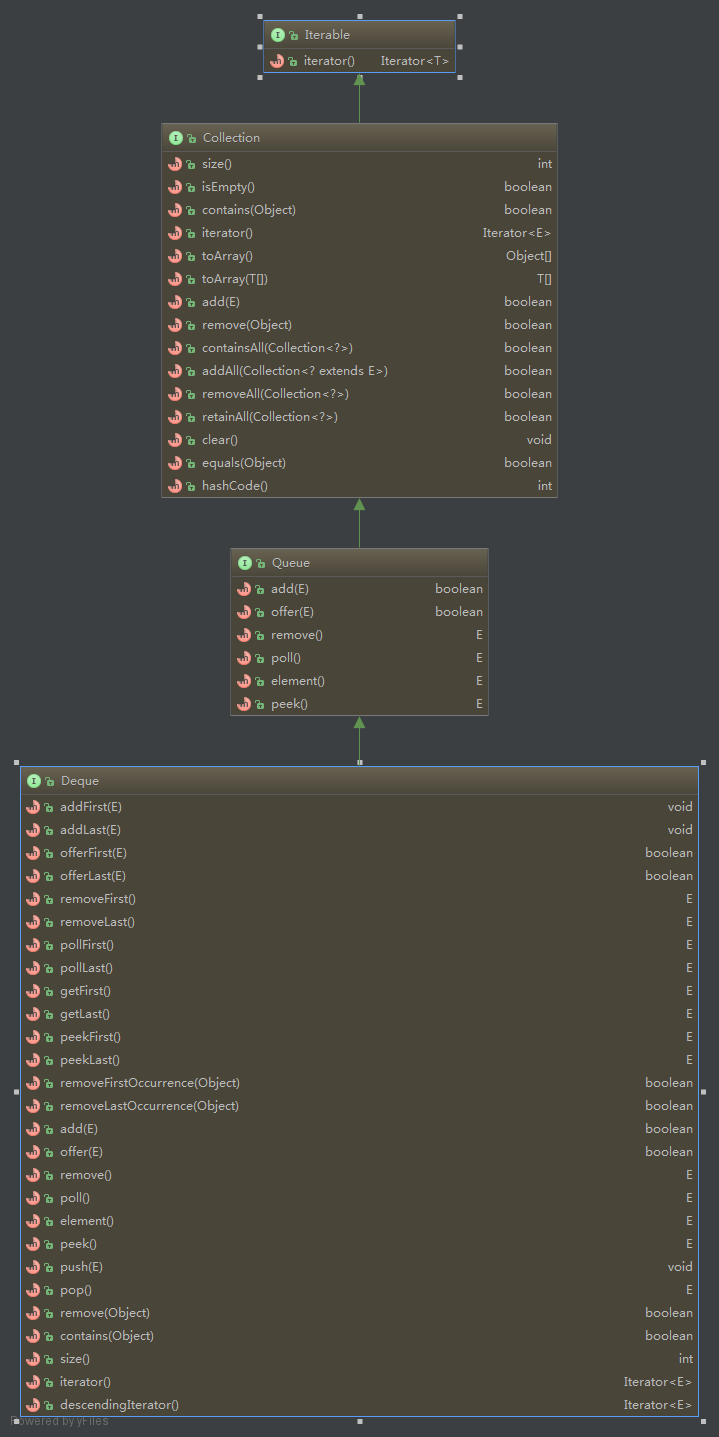 Iterable
iterator() Iterator<T>
Collection
size() int
isEmpty() boolean
contains(Object) boolean
iterator() Iterator<E>
toArray() Object[]
toArray(T[]) T[]
add(E) boolean
remove(Object) boolean
containsAll(Collection<?>) boolean
addAll(Collection<? extends E>) boolean
removeAll(Collection<?>) boolean
retainAll(Collection<?>) boolean
clear() void
equals(Object) boolean
hashCode() int
Queue
add(E) boolean
offer(E) boolean
remove() E
poll() E
element() E
peek() E
Deque
addFirst(E) void
addLast(E) void
offerFirst(E) boolean
offerLast(E) boolean
removeFirst() E
removeLast() E
pollFirst() E
pollLast() E
getFirst() E
getLast() E
peekFirst() E
peekLast() E
removeFirstOccurrence(Object) boolean
removeLastOccurrence(Object) boolean
add(E) boolean
offer(E) boolean
remove() E
poll() E
element() E
peek() E
push(E) void
pop() E
remove(Object) boolean
contains(Object) boolean
size() int
iterator() Iterator<E>
descendingIterator() Iterator<E>
Powered by yFiles